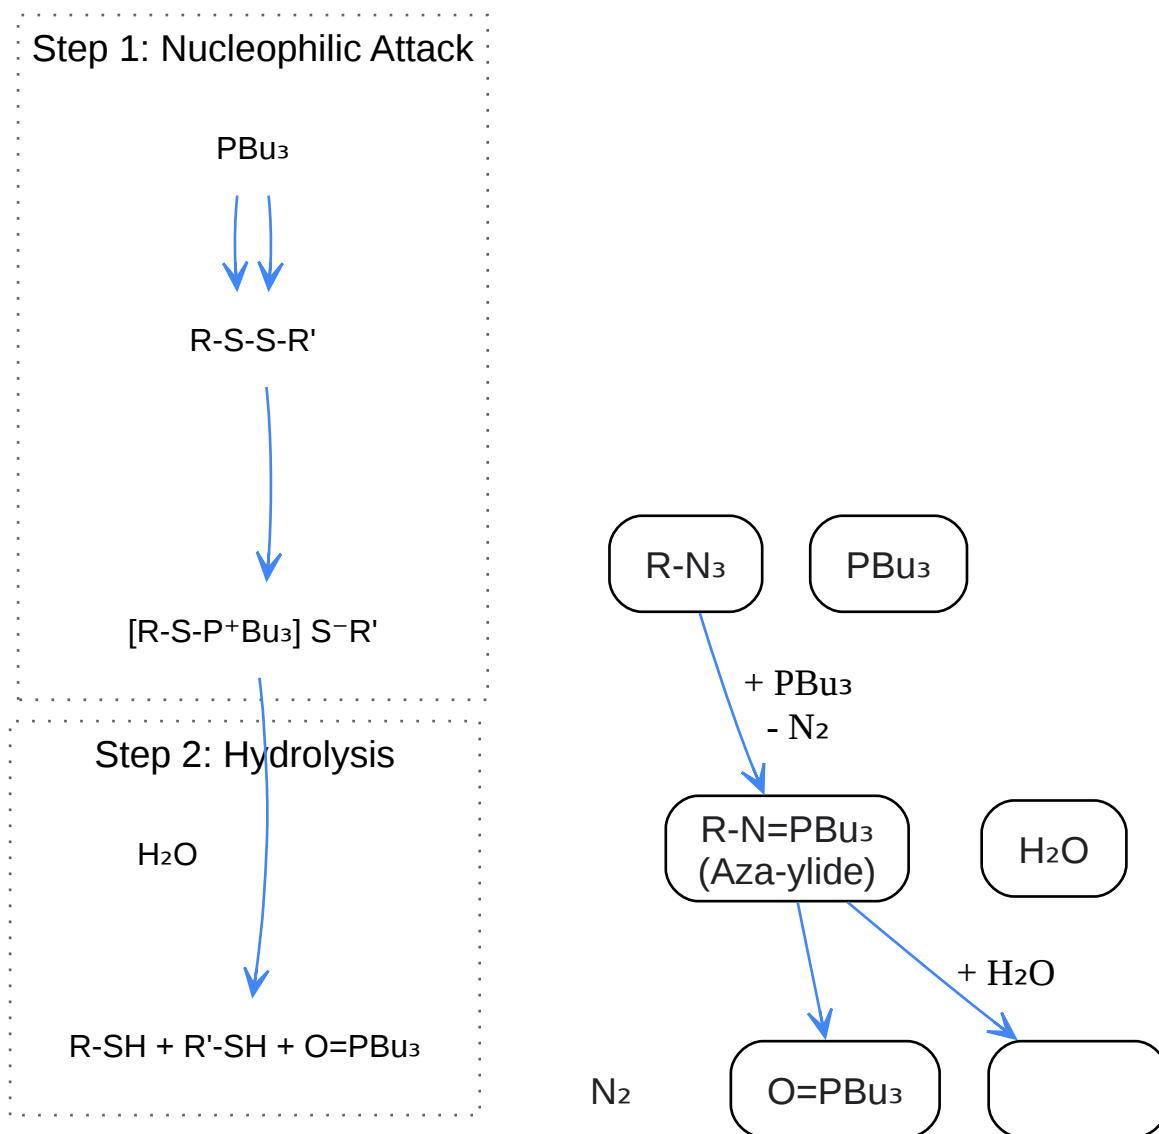 Step 1: Nucleophilic Attack
PBu₃
R-S-S-R'
[R-S-P⁺Bu₃] S⁻R'
Step 2: Hydrolysis
H₂O
R-SH + R'-SH + O=PBu₃
R-N₃
PBu₃
+ PBu₃
- N₂
R-N=PBu₃
(Aza-ylide)
H₂O
+ H₂O
N₂
O=PBu₃